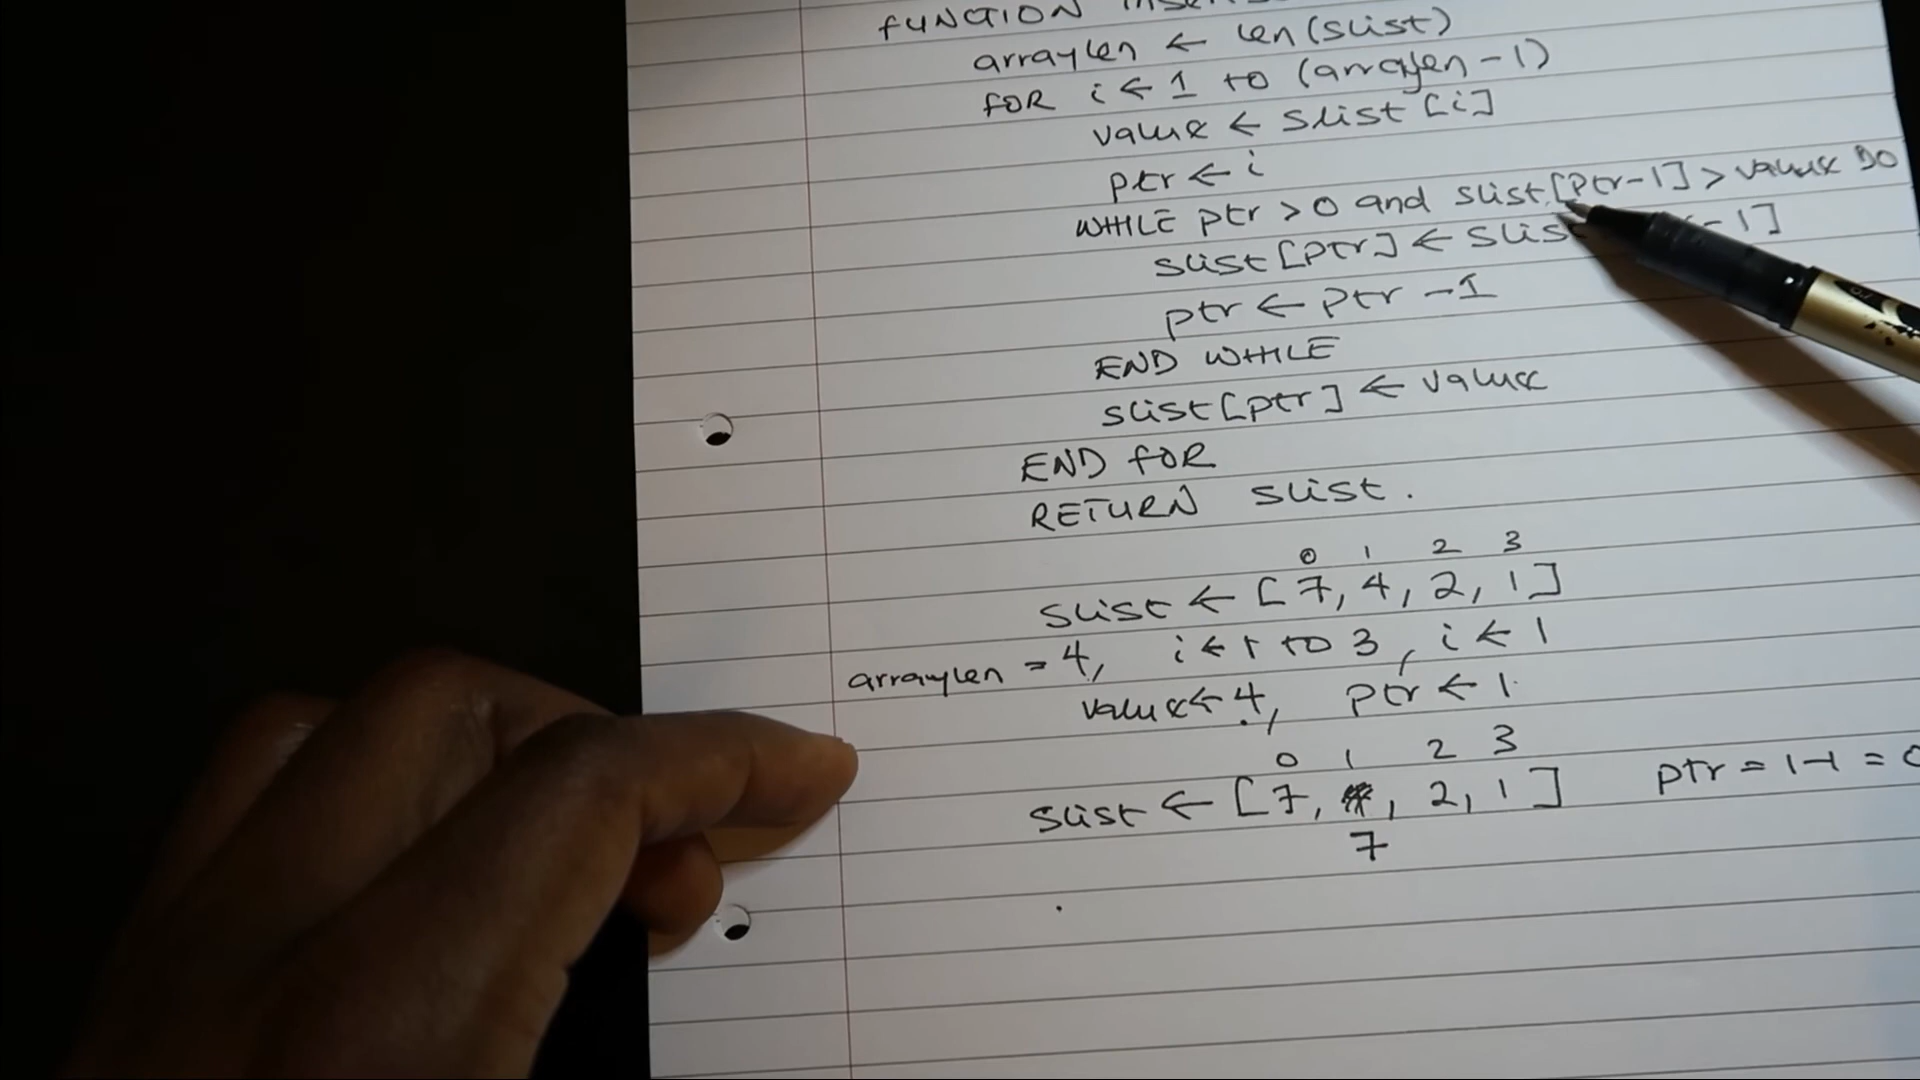 FUNCTION
arraylen ← len(slist)
FOR i ← 1 to (arraylen - 1)
value ← slist [i]
ptr ← i
WHILE ptr > 0 and slist[ptr-1] > value DO
slist[ptr] ← slis -1]
ptr ← ptr - 1
END WHILE
slist[ptr] ← value
END FOR
RETURN slist.
0 1 2 3
slist ← [7, 4, 2, 1]
arraylen = 4, i ← 1 to 3, i ← 1
value ← 4, ptr ← 1
0 1 2 3
slist ← [7, , 2, 1] ptr = 1-1 = 0
7